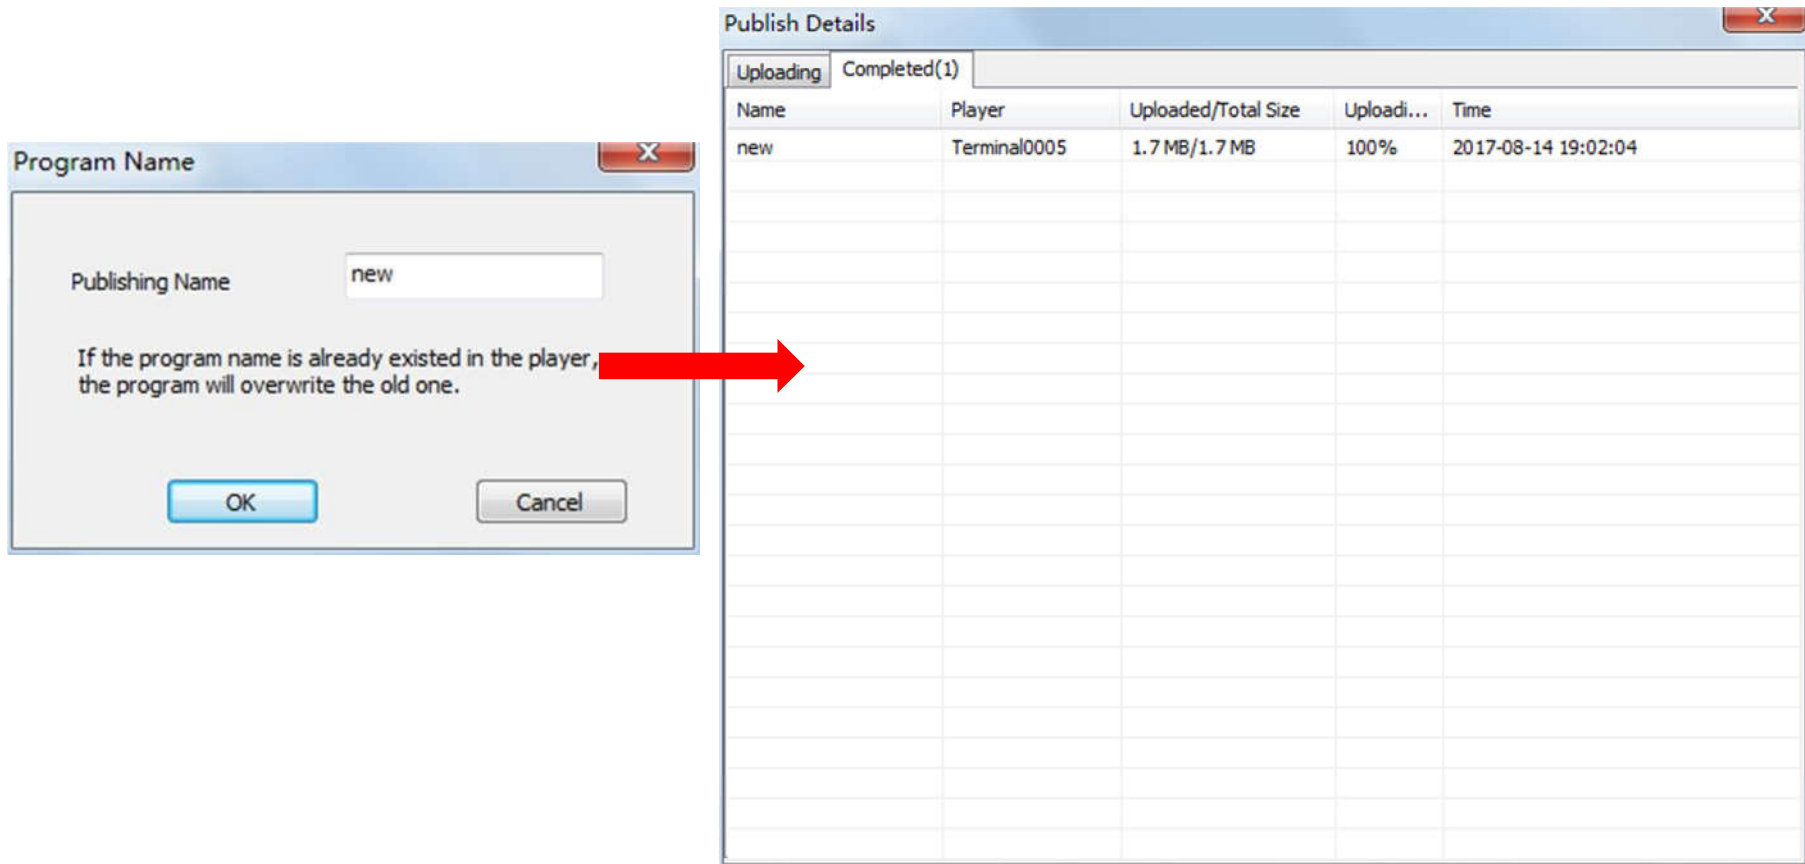 Program Name
Publishing Name
new
If the program name is already existed in the player,
the program will overwrite the old one.
OK
Cancel
Publish Details
Uploading
Completed(1)
Name Player Uploaded/Total Size Uploadi... Time
new Terminal0005 1.7 MB/1.7 MB 100% 2017-08-14 19:02:04